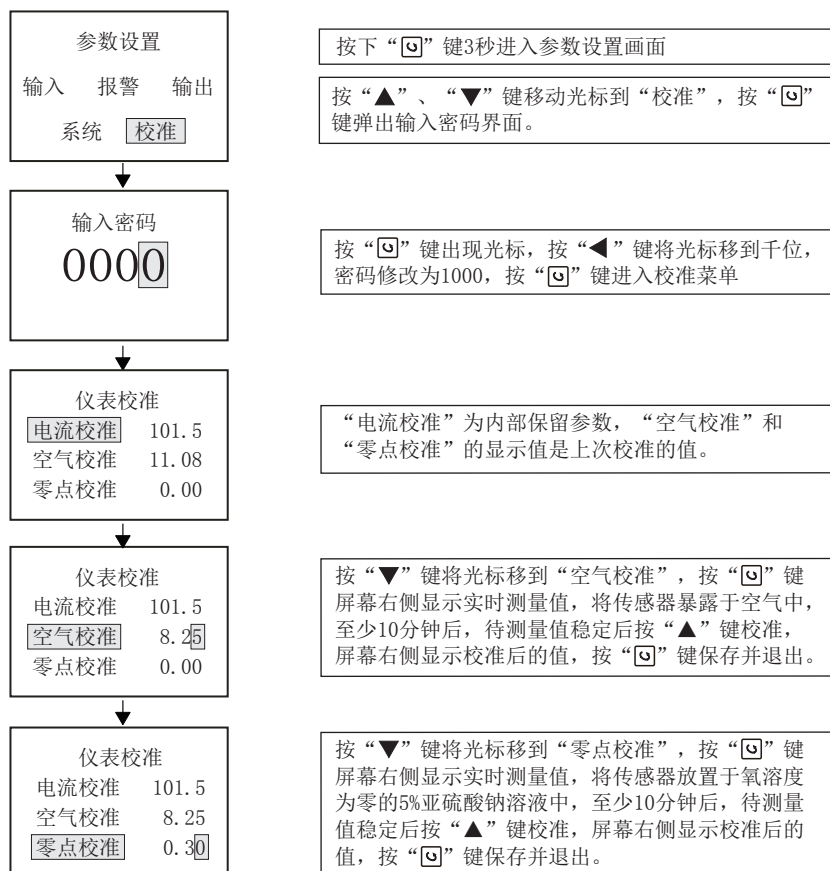 参数设置
输入 报警 输出
系统 校准
按下“”键3秒进入参数设置画面
按“▲”、“▼”键移动光标到“校准”，按“”
键弹出输入密码界面。
输入密码
0000
按“”键出现光标，按“◀”键将光标移到千位，
密码修改为1000，按“”键进入校准菜单
仪表校准
电流校准 101.5
空气校准 11.08
零点校准 0.00
“电流校准”为内部保留参数，“空气校准”和
“零点校准”的显示值是上次校准的值。
仪表校准
电流校准 101.5
空气校准 8.25
零点校准 0.00
按“▼”键将光标移到“空气校准”，按“”键
屏幕右侧显示实时测量值，将传感器暴露于空气中，
至少10分钟后，待测量值稳定后按“▲”键校准，
屏幕右侧显示校准后的值，按“”键保存并退出。
仪表校准
电流校准 101.5
空气校准 8.25
零点校准 0.30
按“▼”键将光标移到“零点校准”，按“”键
屏幕右侧显示实时测量值，将传感器放置于氧溶度
为零的5%亚硫酸钠溶液中，至少10分钟后，待测量
值稳定后按“▲”键校准，屏幕右侧显示校准后的
值，按“”键保存并退出。